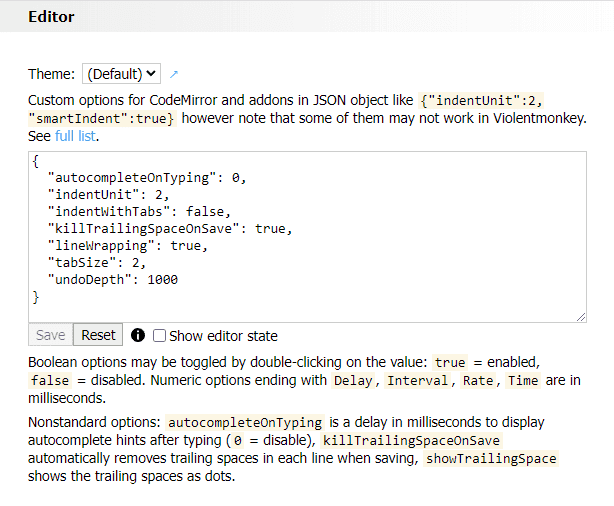 Editor
Theme: (Default) ↗
Custom options for CodeMirror and addons in JSON object like {"indentUnit":2,
"smartIndent":true} however note that some of them may not work in Violentmonkey.
See full list.
{
  "autocompleteOnTyping": 0,
  "indentUnit": 2,
  "indentWithTabs": false,
  "killTrailingSpaceOnSave": true,
  "lineWrapping": true,
  "tabSize": 2,
  "undoDepth": 1000
}
Save Reset Show editor state
Boolean options may be toggled by double-clicking on the value: true = enabled,
false = disabled. Numeric options ending with Delay, Interval, Rate, Time are in
milliseconds.
Nonstandard options: autocompleteOnTyping is a delay in milliseconds to display
autocomplete hints after typing (0 = disable), killTrailingSpaceOnSave
automatically removes trailing spaces in each line when saving, showTrailingSpace
shows the trailing spaces as dots.